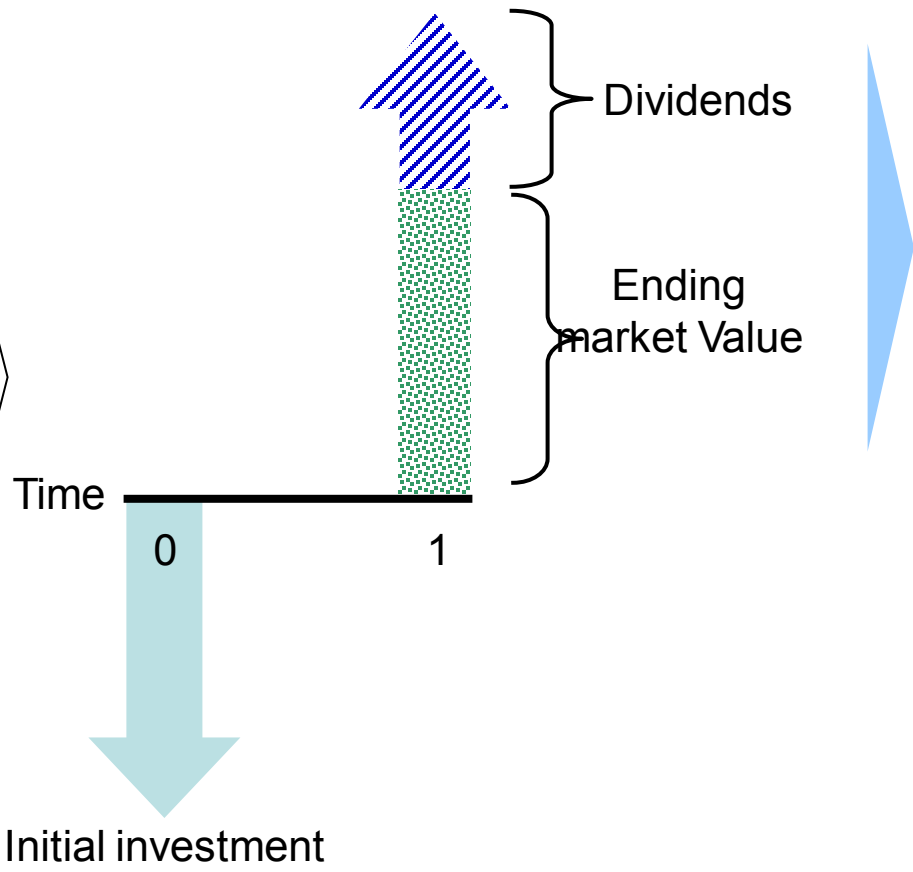 Dividends
Ending
market Value
Time
0 1
Initial investment